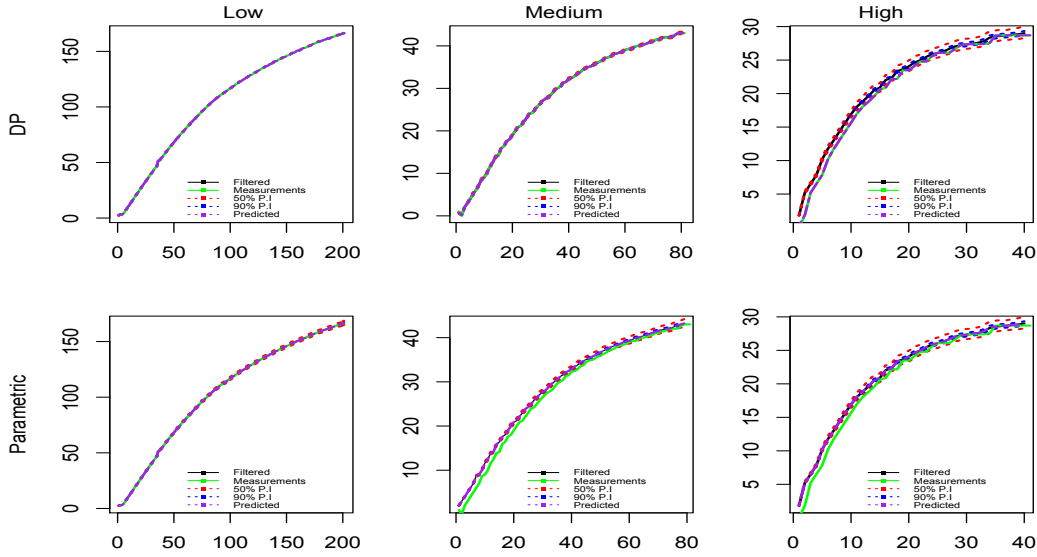 Low
Medium
High
DP
0 50 100 150
0 50 100 150 200
Filtered
Measurements
50% P.I
90% P.I
Predicted
0 10 20 30 40
0 20 40 60 80
Filtered
Measurements
50% P.I
90% P.I
Predicted
5 10 15 20 25 30
0 10 20 30 40
Filtered
Measurements
50% P.I
90% P.I
Predicted
Parametric
0 50 100 150
0 50 100 150 200
Filtered
Measurements
50% P.I
90% P.I
Predicted
10 20 30 40
0 20 40 60 80
Filtered
Measurements
50% P.I
90% P.I
Predicted
5 10 15 20 25 30
0 10 20 30 40
Filtered
Measurements
50% P.I
90% P.I
Predicted